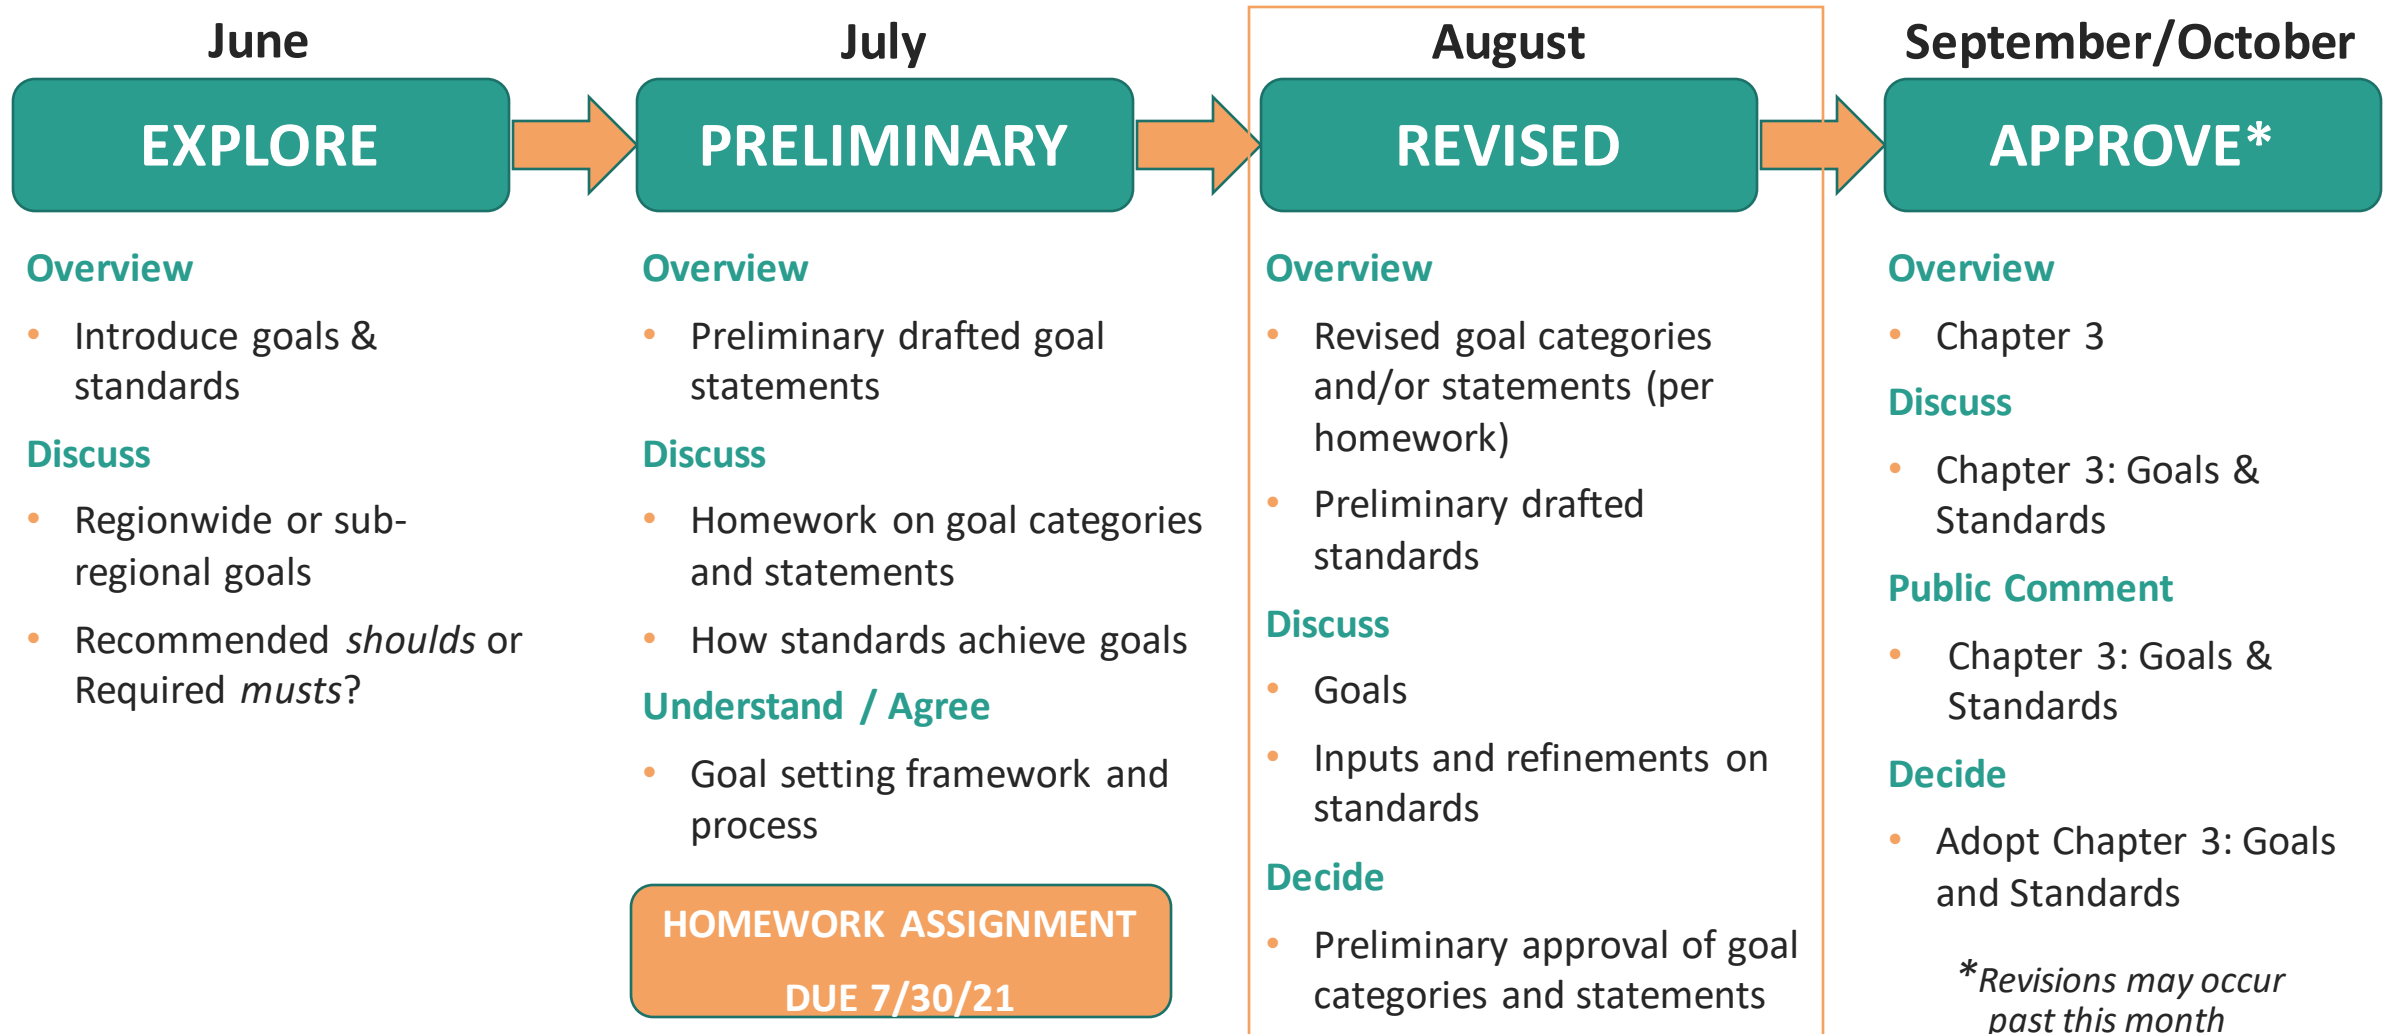 June
EXPLORE
Overview
• Introduce goals &
standards
Discuss
• Regionwide or sub-
regional goals
• Recommended shoulds or
Required musts?
July
PRELIMINARY
Overview
• Preliminary drafted goal
statements
Discuss
• Homework on goal categories
and statements
• How standards achieve goals
Understand / Agree
• Goal setting framework and
process
HOMEWORK ASSIGNMENT
DUE 7/30/21
August
REVISED
Overview
• Revised goal categories
and/or statements (per
homework)
• Preliminary drafted
standards
Discuss
• Goals
• Inputs and refinements on
standards
Decide
• Preliminary approval of goal
categories and statements
September/October
APPROVE*
Overview
• Chapter 3
Discuss
• Chapter 3: Goals &
Standards
Public Comment
• Chapter 3: Goals &
Standards
Decide
• Adopt Chapter 3: Goals
and Standards
*Revisions may occur
past this month